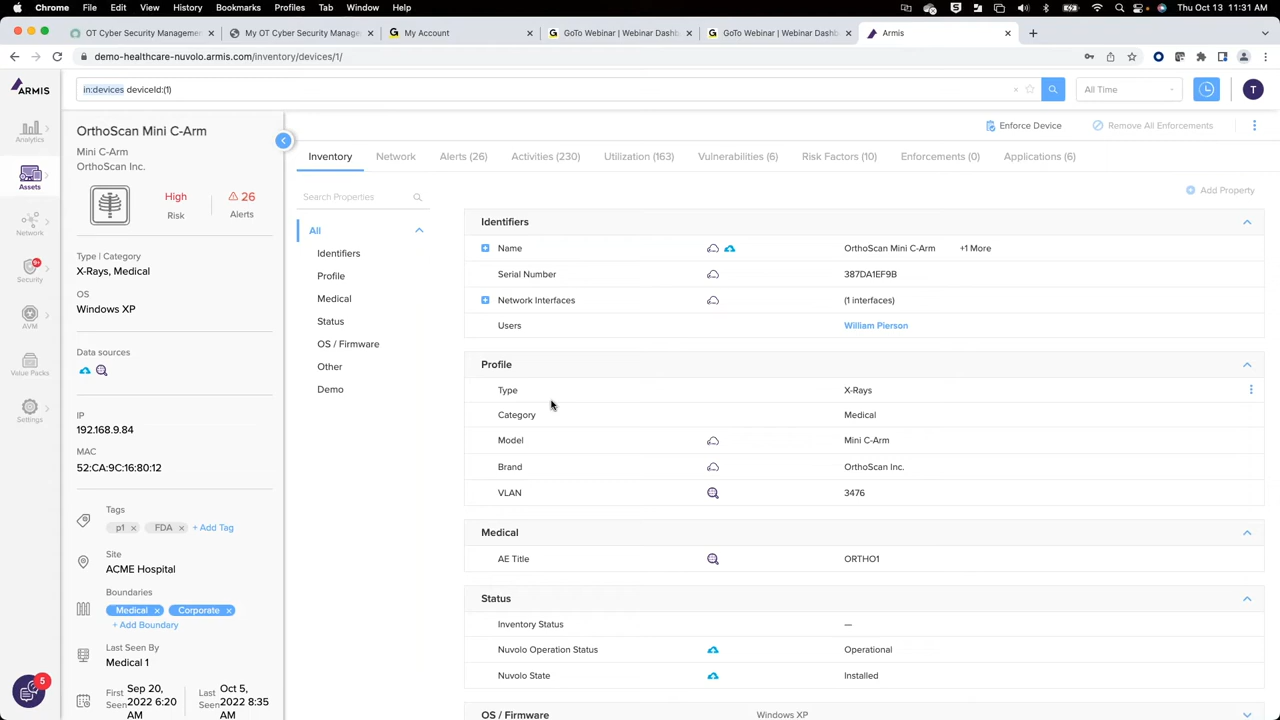 Chrome File Edit View History Bookmarks Profiles Tab Window Help Thu Oct 13 11:31 AM
OT Cyber Security Managemen × My OT Cyber Security Manage × My Account × GoTo Webinar | Webinar Dashb × GoTo Webinar | Webinar Dashb × Armis × +
demo-healthcare-nuvolo.armis.com/inventory/devices/1/
ARMIS
in:devices deviceId:(1)
All Time
T
Analytics
Assets
Network
9+
Security
AVM
Value Packs
Settings
5
OrthoScan Mini C-Arm
Mini C-Arm
OrthoScan Inc.
High
Risk
26
Alerts
Type | Category
X-Rays, Medical
OS
Windows XP
Data sources
IP
192.168.9.84
MAC
52:CA:9C:16:80:12
Tags
p1 × FDA × + Add Tag
Site
ACME Hospital
Boundaries
Medical × Corporate ×
+ Add Boundary
Last Seen By
Medical 1
First Seen
Sep 20, 2022 6:20 AM
Last Seen
Oct 5, 2022 8:35 AM
Enforce Device
Remove All Enforcements
Inventory Network Alerts (26) Activities (230) Utilization (163) Vulnerabilities (6) Risk Factors (10) Enforcements (0) Applications (6)
Search Properties
Add Property
All
Identifiers
Profile
Medical
Status
OS / Firmware
Other
Demo
Identifiers
Name OrthoScan Mini C-Arm +1 More
Serial Number 387DA1EF9B
Network Interfaces (1 interfaces)
Users William Pierson
Profile
Type X-Rays
Category Medical
Model Mini C-Arm
Brand OrthoScan Inc.
VLAN 3476
Medical
AE Title ORTHO1
Status
Inventory Status —
Nuvolo Operation Status Operational
Nuvolo State Installed
OS / Firmware Windows XP